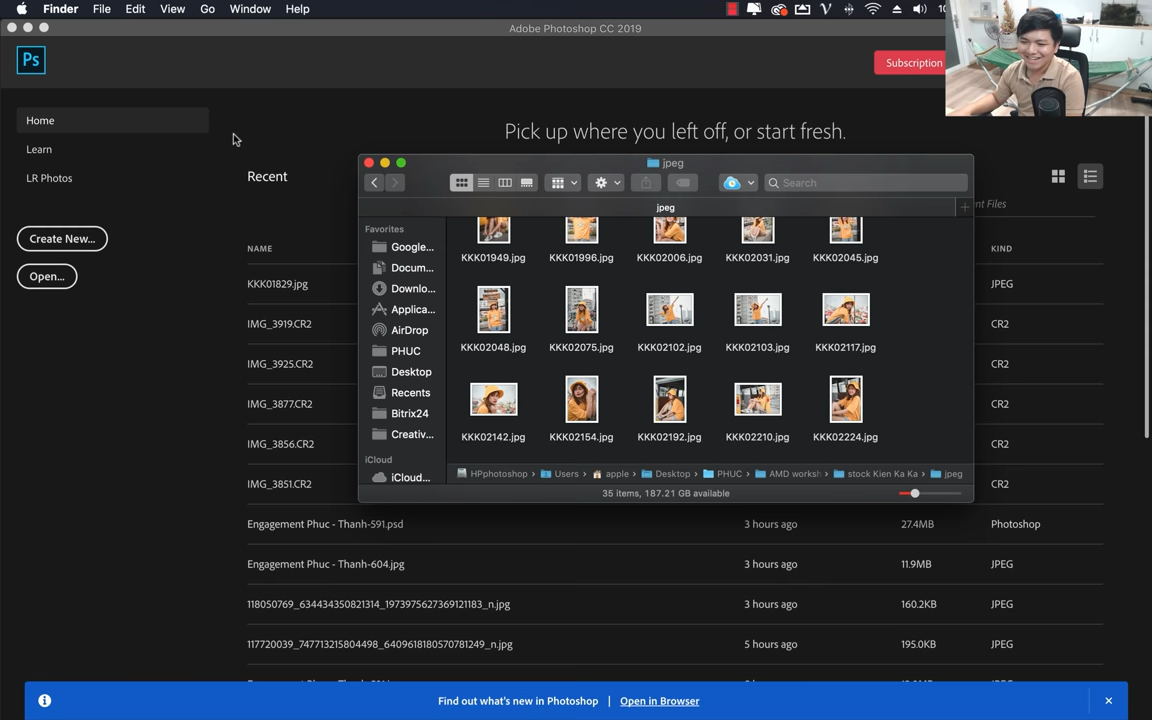 Finder File Edit View Go Window Help
Adobe Photoshop CC 2019
Ps
Subscription
Home
Learn
LR Photos
Create New...
Open...
Pick up where you left off, or start fresh.
Recent
nt Files
NAME
KIND
KKK01829.jpg
JPEG
IMG_3919.CR2
CR2
IMG_3925.CR2
CR2
IMG_3877.CR2
CR2
IMG_3856.CR2
CR2
IMG_3851.CR2
CR2
Engagement Phuc - Thanh-591.psd 3 hours ago 27.4MB Photoshop
Engagement Phuc - Thanh-604.jpg 3 hours ago 11.9MB JPEG
118050769_634434350821314_1973975627369121183_n.jpg 3 hours ago 160.2KB JPEG
117720039_747713215804498_6409618180570781249_n.jpg 5 hours ago 195.0KB JPEG
jpeg
Search
jpeg
Favorites
Google...
Docum...
Downlo...
Applica...
AirDrop
PHUC
Desktop
Recents
Bitrix24
Creativ...
iCloud
iCloud...
KKK01949.jpg KKK01996.jpg KKK02006.jpg KKK02031.jpg KKK02045.jpg
KKK02048.jpg KKK02075.jpg KKK02102.jpg KKK02103.jpg KKK02117.jpg
KKK02142.jpg KKK02154.jpg KKK02192.jpg KKK02210.jpg KKK02224.jpg
HPphotoshop › Users › apple › Desktop › PHUC › AMD worksh › stock Kien Ka Ka › jpeg
35 items, 187.21 GB available
Find out what's new in Photoshop | Open in Browser